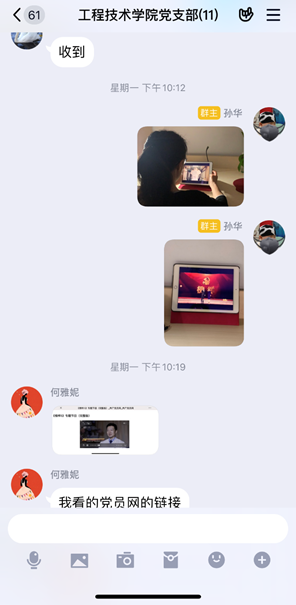 61
工程技术学院党支部(11)
收到
星期一 下午10:12
群主 孙华
群主 孙华
星期一 下午10:19
何雅妮
何雅妮
我看的党员网的链接